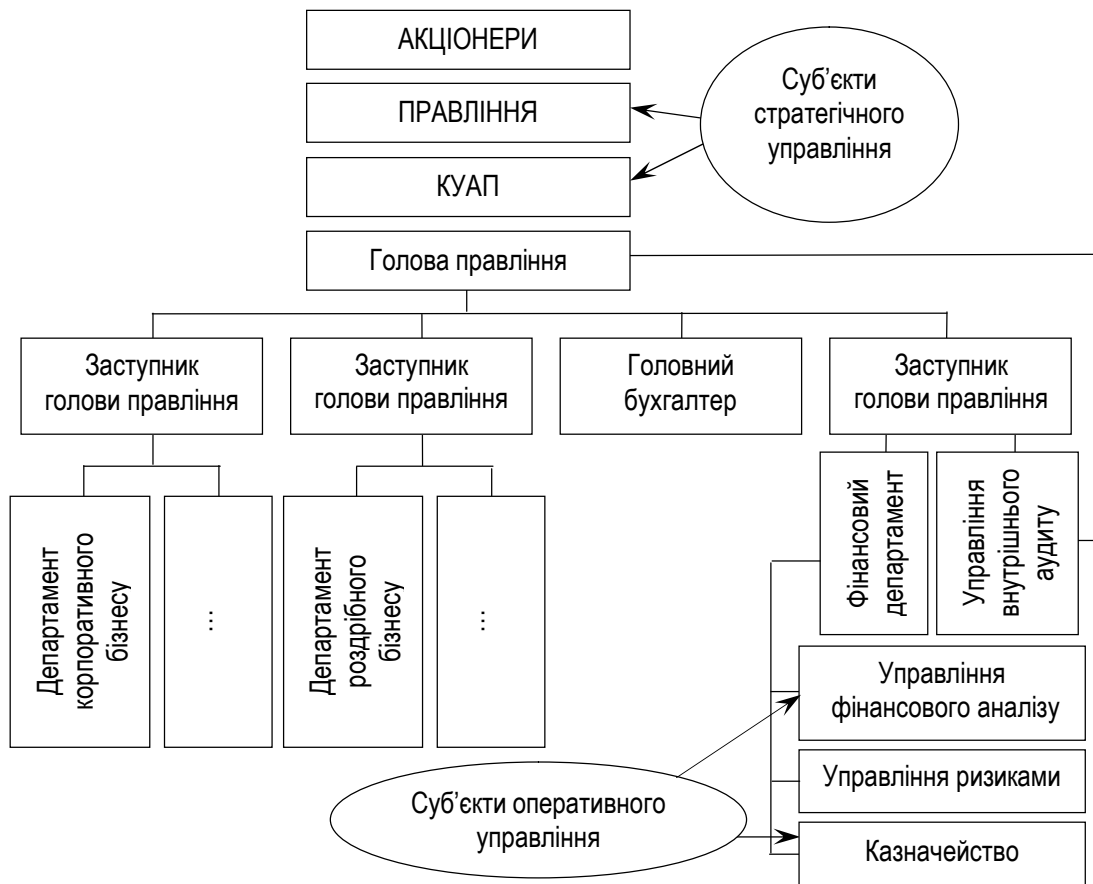 АКЦІОНЕРИ
ПРАВЛІННЯ
КУАП
Суб’єкти
стратегічного
управління
Голова правління
Заступник
голови правління
Заступник
голови правління
Головний
бухгалтер
Заступник
голови правління
Департамент
корпоративного
бізнесу
...
Департамент
роздрібного
бізнесу
...
Фінансовий
департамент
Управління
внутрішнього
аудиту
Управління
фінансового аналізу
Управління ризиками
Казначейство
Суб’єкти оперативного
управління